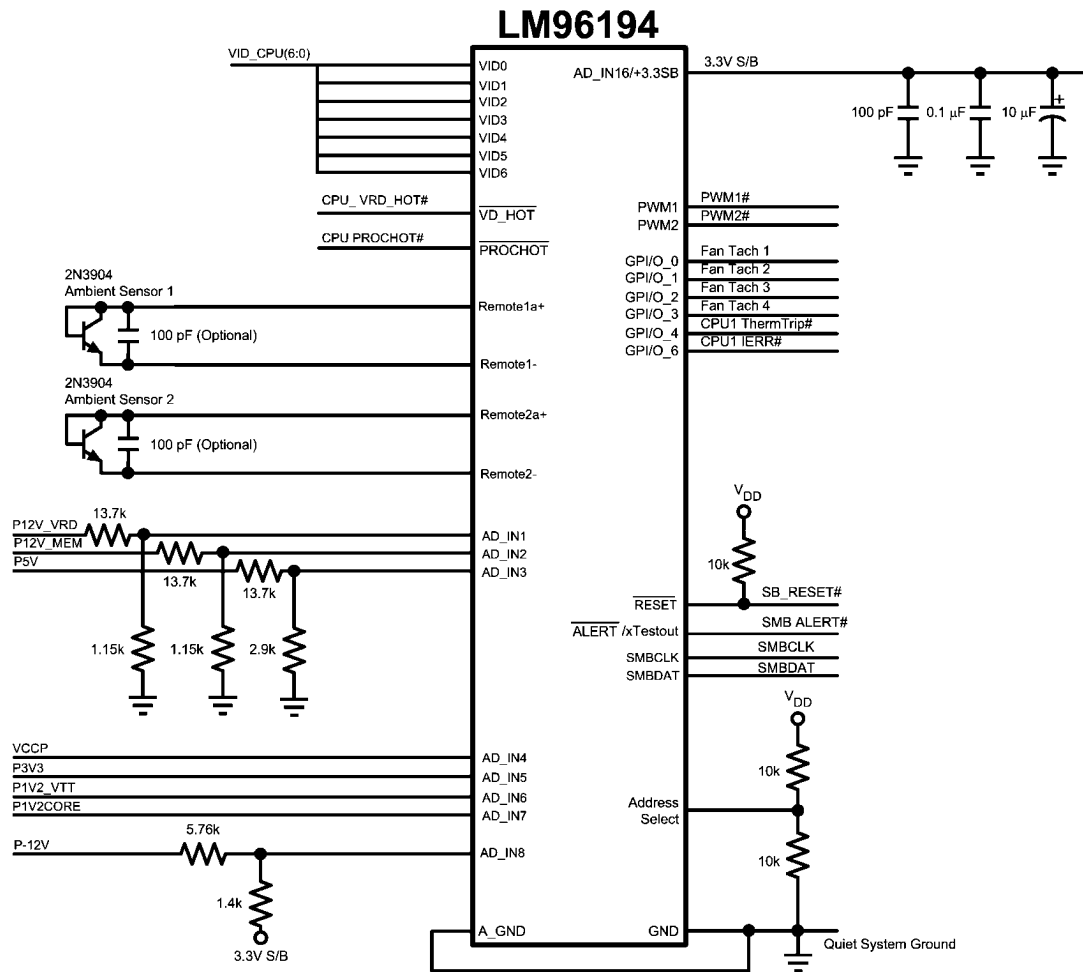 LM96194
VID_CPU(6:0)
VID0
VID1
VID2
VID3
VID4
VID5
VID6
CPU_ VRD_HOT#
VD_HOT
CPU PROCHOT#
PROCHOT
2N3904
Ambient Sensor 1
100 pF (Optional)
Remote1a+
Remote1-
2N3904
Ambient Sensor 2
100 pF (Optional)
Remote2a+
Remote2-
P12V_VRD
13.7k
AD_IN1
P12V_MEM
13.7k
AD_IN2
P5V
13.7k
AD_IN3
1.15k
1.15k
2.9k
VCCP
AD_IN4
P3V3
AD_IN5
P1V2_VTT
AD_IN6
P1V2CORE
AD_IN7
5.76k
P-12V
AD_IN8
1.4k
3.3V S/B
A_GND
AD_IN16/+3.3SB
3.3V S/B
100 pF
0.1 µF
10 µF
+
PWM1
PWM1#
PWM2
PWM2#
GPI/O_0
Fan Tach 1
GPI/O_1
Fan Tach 2
GPI/O_2
Fan Tach 3
GPI/O_3
Fan Tach 4
GPI/O_4
CPU1 ThermTrip#
GPI/O_6
CPU1 IERR#
VDD
10k
RESET
SB_RESET#
ALERT /xTestout
SMB ALERT#
SMBCLK
SMBCLK
SMBDAT
SMBDAT
VDD
10k
Address
Select
10k
GND
Quiet System Ground